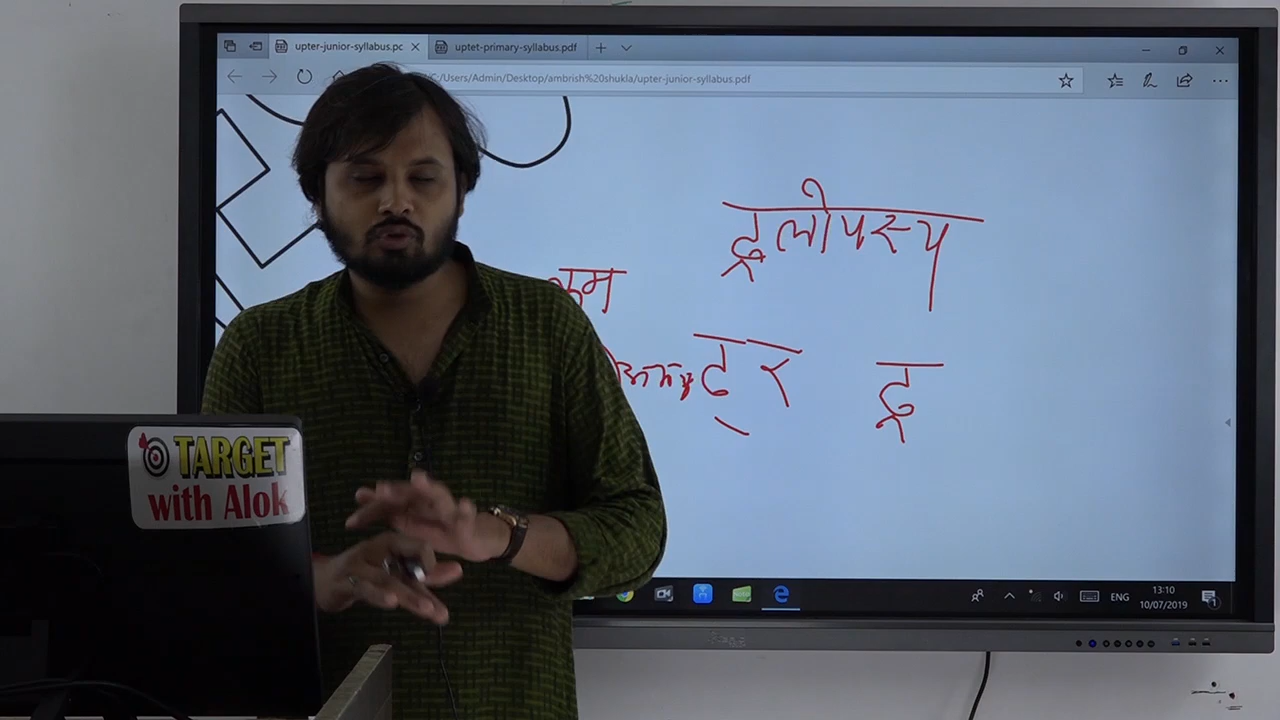 upter-junior-syllabus.pc
uptet-primary-syllabus.pdf
C:/Users/Admin/Desktop/ambrish%20shukla/upter-junior-syllabus.pdf
ढ्रलोपस्य
ढ् र
ढ्र
TARGET
with Alok
ENG
13:10
10/07/2019